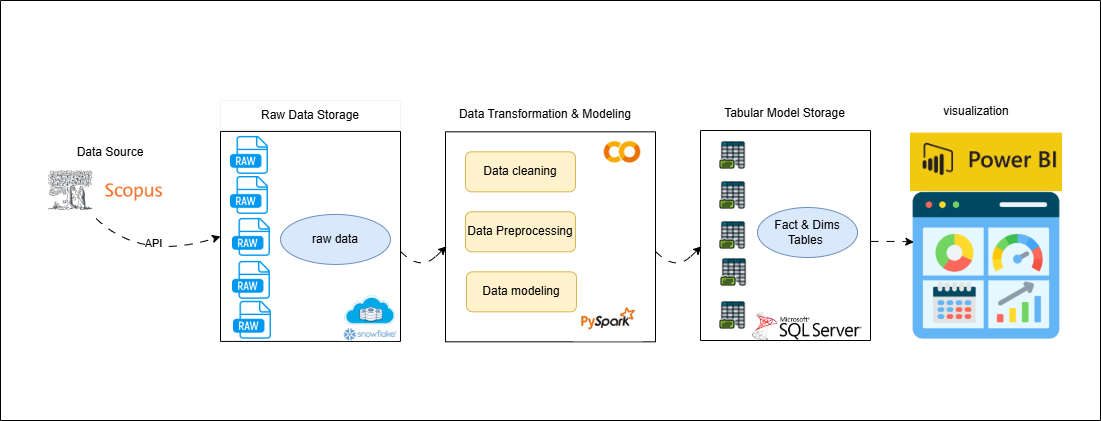 Data Source
Scopus
API
Raw Data Storage
RAW
RAW
RAW
RAW
RAW
raw data
snowflake
Data Transformation & Modeling
CO
Data cleaning
Data Preprocessing
Data modeling
PySpark
Tabular Model Storage
Fact & Dims
Tables
Microsoft
SQL Server
visualization
Power BI